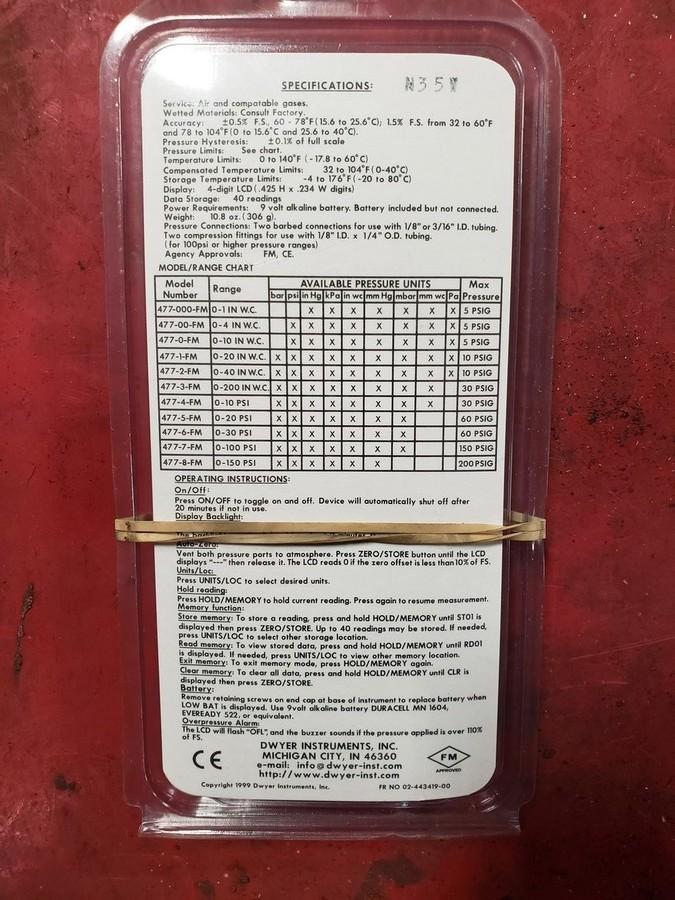 SPECIFICATIONS: N35Y
Service: Air and compatable gases.
Wetted Materials: Consult Factory.
Accuracy: ±0.5% F.S., 60 - 78°F(15.6 to 25.6°C); 1.5% F.S. from 32 to 60°F
and 78 to 104°F(0 to 15.6°C and 25.6 to 40°C).
Pressure Hysteresis: ±0.1% of full scale
Pressure Limits: See chart.
Temperature Limits: 0 to 140°F (-17.8 to 60°C)
Compensated Temperature Limits: 32 to 104°F(0-40°C)
Storage Temperature Limits: -4 to 176°F(-20 to 80°C)
Display: 4-digit LCD(.425 H x .234 W digits)
Data Storage: 40 readings
Power Requirements: 9 volt alkaline battery. Battery included but not connected.
Weight: 10.8 oz.(306 g).
Pressure Connections: Two barbed connections for use with 1/8" or 3/16" I.D. tubing.
Two compression fittings for use with 1/8" I.D. x 1/4" O.D. tubing.
(for 100psi or higher pressure ranges)
Agency Approvals: FM, CE.
MODEL/RANGE CHART
Model Number Range AVAILABLE PRESSURE UNITS Max Pressure
bar psi in Hg kPa in wc mm Hg mbar mm wc Pa
477-000-FM 0-1 IN W.C. X X X X X X X 5 PSIG
477-00-FM 0-4 IN W.C. X X X X X X X X 5 PSIG
477-0-FM 0-10 IN W.C. X X X X X X X X 5 PSIG
477-1-FM 0-20 IN W.C. X X X X X X X X X 10 PSIG
477-2-FM 0-40 IN W.C. X X X X X X X X X 10 PSIG
477-3-FM 0-200 IN W.C. X X X X X X X X 30 PSIG
477-4-FM 0-10 PSI X X X X X X X X 30 PSIG
477-5-FM 0-20 PSI X X X X X X X 60 PSIG
477-6-FM 0-30 PSI X X X X X X X 60 PSIG
477-7-FM 0-100 PSI X X X X X X X 150 PSIG
477-8-FM 0-150 PSI X X X X X X 200 PSIG
OPERATING INSTRUCTIONS:
On/Off:
Press ON/OFF to toggle on and off. Device will automatically shut off after
20 minutes if not in use.
Display Backlight:
Auto-Zero:
Vent both pressure ports to atmosphere. Press ZERO/STORE button until the LCD
displays "---" then release it. The LCD reads 0 if the zero offset is less than 10% of FS.
Units/Loc:
Press UNITS/LOC to select desired units.
Hold reading:
Press HOLD/MEMORY to hold current reading. Press again to resume measurement.
Memory function:
Store memory: To store a reading, press and hold HOLD/MEMORY until ST01 is
displayed then press ZERO/STORE. Up to 40 readings may be stored. If needed,
press UNITS/LOC to select other storage location.
Read memory: To view stored data, press and hold HOLD/MEMORY until RD01
is displayed. If needed, press UNITS/LOC to view other memory location.
Exit memory: To exit memory mode, press HOLD/MEMORY again.
Clear memory: To clear all data, press and hold HOLD/MEMORY until CLR is
displayed then press ZERO/STORE.
Battery:
Remove retaining screws on end cap at base of instrument to replace battery when
LOW BAT is displayed. Use 9volt alkaline battery DURACELL MN 1604,
EVEREADY 522, or equivalent.
Overpressure Alarm:
The LCD will flash "OFL", and the buzzer sounds if the pressure applied is over 110%
of FS.
CE
DWYER INSTRUMENTS, INC.
MICHIGAN CITY, IN 46360
e-mail: info@dwyer-inst.com
http://www.dwyer-inst.com
FM
APPROVED
Copyright 1999 Dwyer Instruments, Inc. FR NO 02-443419-00